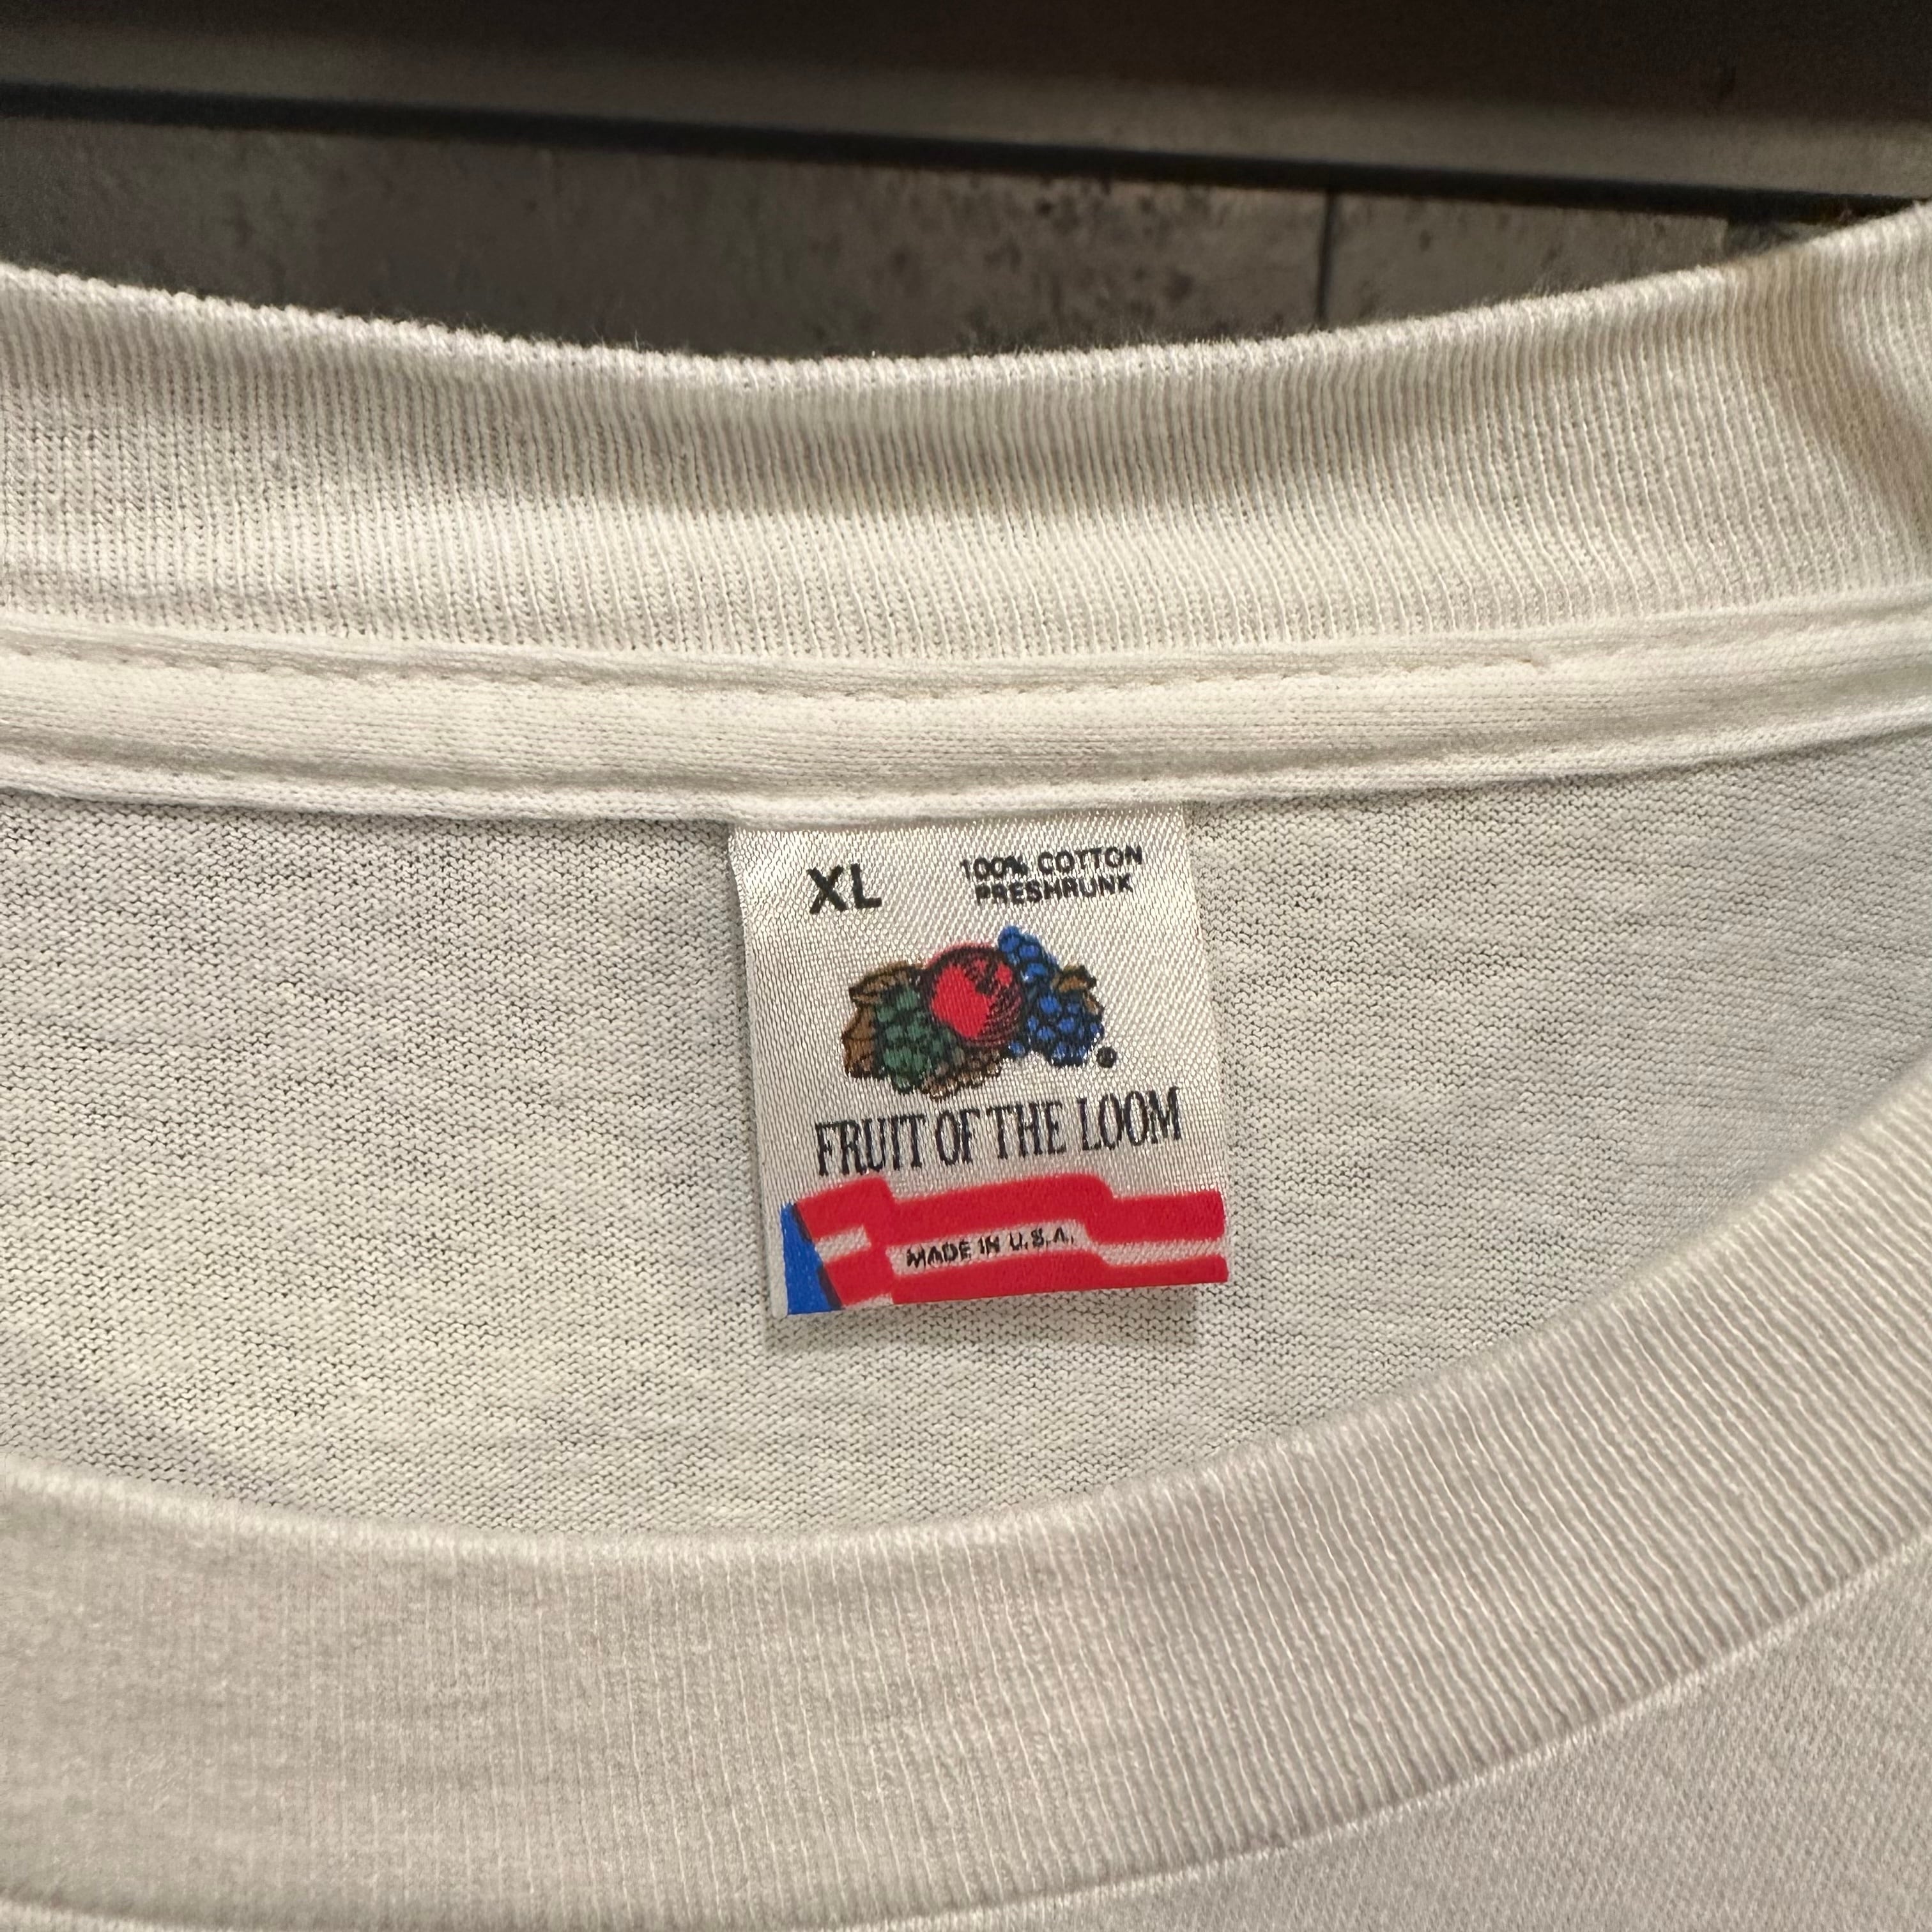 XL
100% COTTON
PRESHRUNK
FRUIT OF THE LOOM
MADE IN U.S.A.